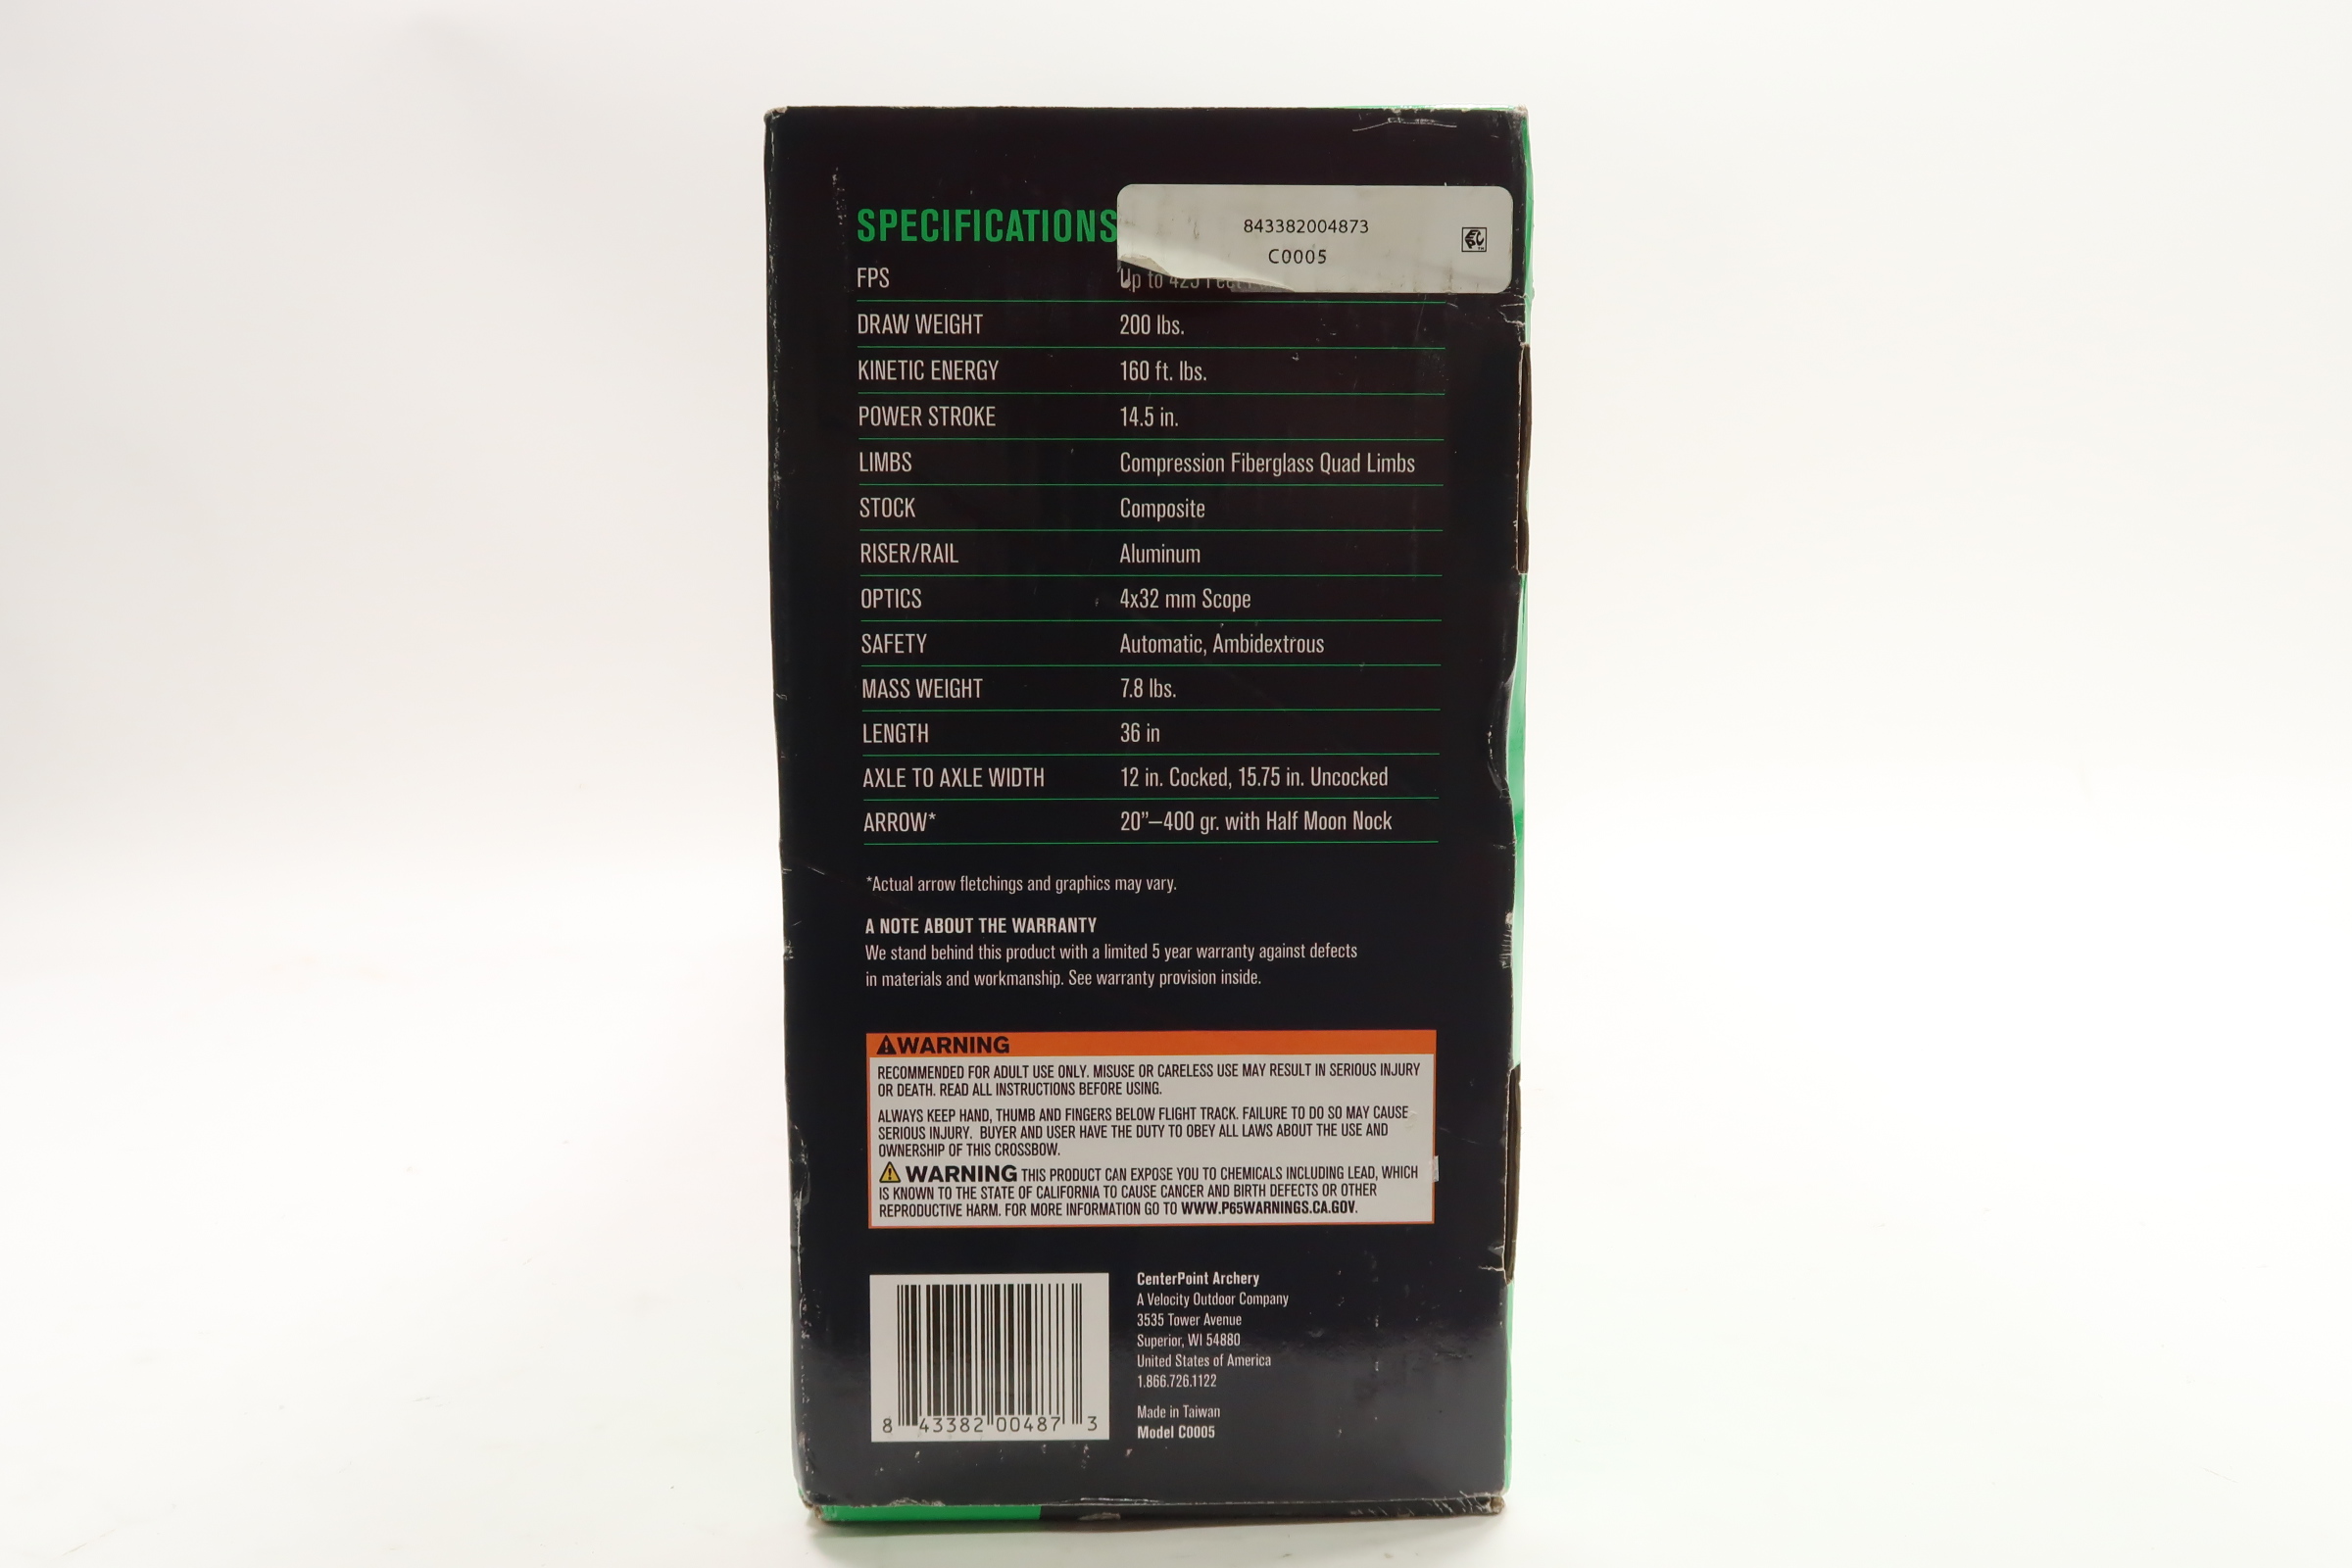 SPECIFICATIONS
843382004873
C0005
FPS Up to 425 Feet
DRAW WEIGHT 200 lbs.
KINETIC ENERGY 160 ft. lbs.
POWER STROKE 14.5 in.
LIMBS Compression Fiberglass Quad Limbs
STOCK Composite
RISER/RAIL Aluminum
OPTICS 4x32 mm Scope
SAFETY Automatic, Ambidextrous
MASS WEIGHT 7.8 lbs.
LENGTH 36 in
AXLE TO AXLE WIDTH 12 in. Cocked, 15.75 in. Uncocked
ARROW* 20”–400 gr. with Half Moon Nock
*Actual arrow fletchings and graphics may vary.
A NOTE ABOUT THE WARRANTY
We stand behind this product with a limited 5 year warranty against defects
in materials and workmanship. See warranty provision inside.
WARNING
RECOMMENDED FOR ADULT USE ONLY. MISUSE OR CARELESS USE MAY RESULT IN SERIOUS INJURY
OR DEATH. READ ALL INSTRUCTIONS BEFORE USING.
ALWAYS KEEP HAND, THUMB AND FINGERS BELOW FLIGHT TRACK. FAILURE TO DO SO MAY CAUSE
SERIOUS INJURY. BUYER AND USER HAVE THE DUTY TO OBEY ALL LAWS ABOUT THE USE AND
OWNERSHIP OF THIS CROSSBOW.
WARNING THIS PRODUCT CAN EXPOSE YOU TO CHEMICALS INCLUDING LEAD, WHICH
IS KNOWN TO THE STATE OF CALIFORNIA TO CAUSE CANCER AND BIRTH DEFECTS OR OTHER
REPRODUCTIVE HARM. FOR MORE INFORMATION GO TO WWW.P65WARNINGS.CA.GOV.
8 43382 00487 3
CenterPoint Archery
A Velocity Outdoor Company
3535 Tower Avenue
Superior, WI 54880
United States of America
1.866.726.1122
Made in Taiwan
Model C0005